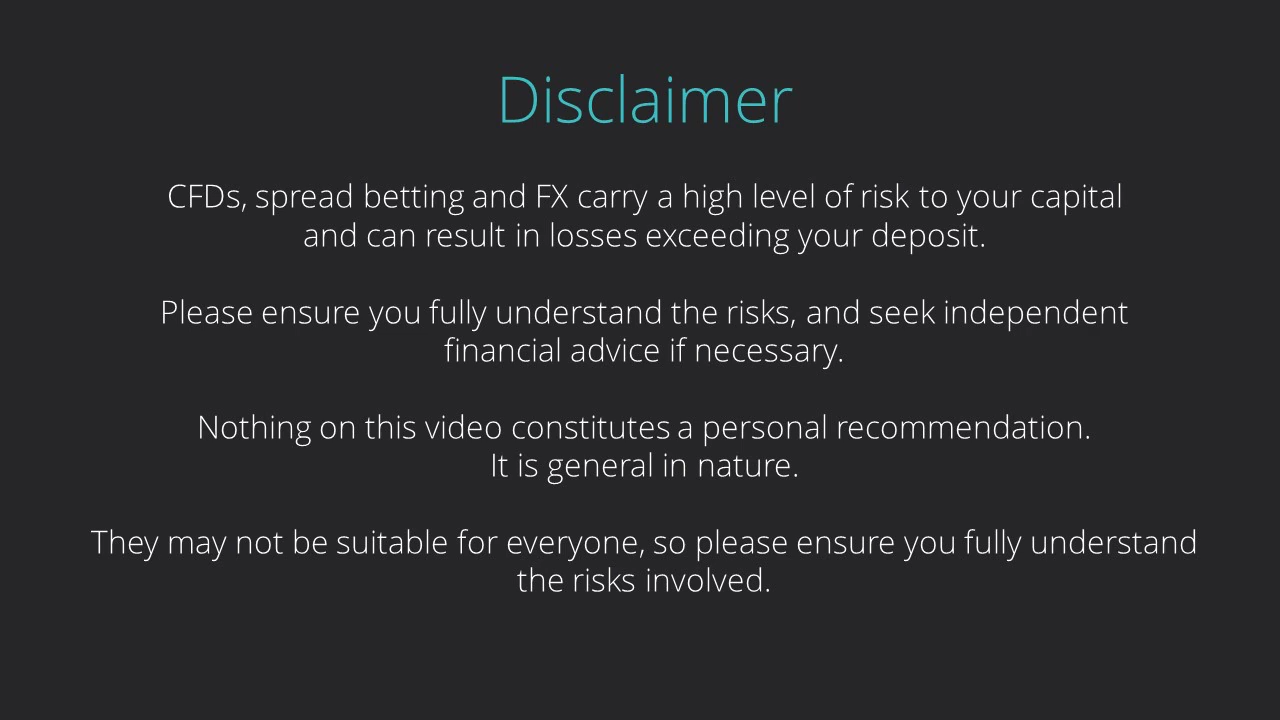 Disclaimer
CFDs, spread betting and FX carry a high level of risk to your capital
and can result in losses exceeding your deposit.
Please ensure you fully understand the risks, and seek independent
financial advice if necessary.
Nothing on this video constitutes a personal recommendation.
It is general in nature.
They may not be suitable for everyone, so please ensure you fully understand
the risks involved.